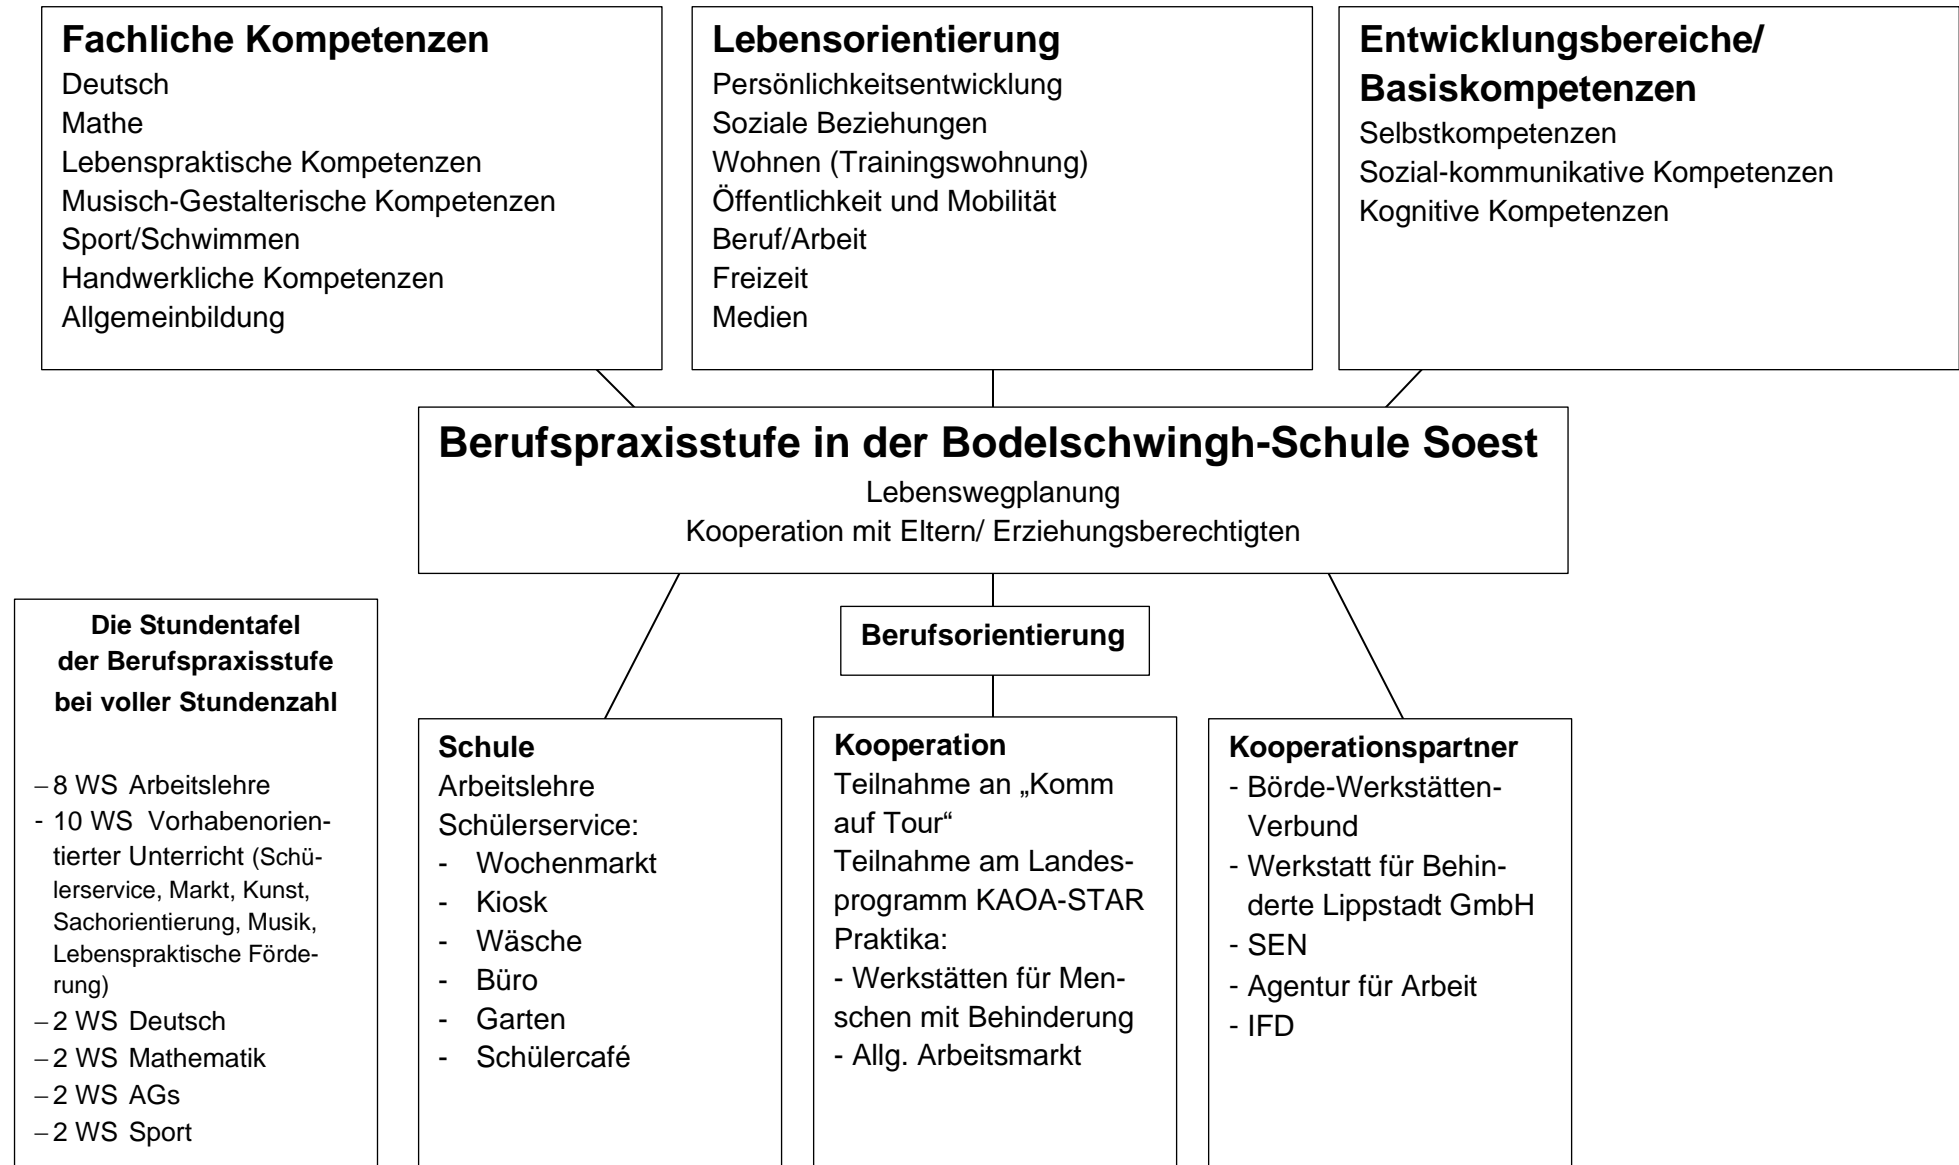 Fachliche Kompetenzen
Deutsch
Mathe
Lebenspraktische Kompetenzen
Musisch-Gestalterische Kompetenzen
Sport/Schwimmen
Handwerkliche Kompetenzen
Allgemeinbildung
Lebensorientierung
Persönlichkeitsentwicklung
Soziale Beziehungen
Wohnen (Trainingswohnung)
Öffentlichkeit und Mobilität
Beruf/Arbeit
Freizeit
Medien
Entwicklungsbereiche/
Basiskompetenzen
Selbstkompetenzen
Sozial-kommunikative Kompetenzen
Kognitive Kompetenzen
Berufspraxisstufe in der Bodelschwingh-Schule Soest
Lebenswegplanung
Kooperation mit Eltern/ Erziehungsberechtigten
Die Stundentafel
der Berufspraxisstufe
bei voller Stundenzahl
– 8 WS Arbeitslehre
- 10 WS Vorhabenorien-
tierter Unterricht (Schü-
lerservice, Markt, Kunst,
Sachorientierung, Musik,
Lebenspraktische Förde-
rung)
– 2 WS Deutsch
– 2 WS Mathematik
– 2 WS AGs
– 2 WS Sport
Berufsorientierung
Schule
Arbeitslehre
Schülerservice:
- Wochenmarkt
- Kiosk
- Wäsche
- Büro
- Garten
- Schülercafé
Kooperation
Teilnahme an „Komm
auf Tour“
Teilnahme am Landes-
programm KAOA-STAR
Praktika:
- Werkstätten für Men-
schen mit Behinderung
- Allg. Arbeitsmarkt
Kooperationspartner
- Börde-Werkstätten-
Verbund
- Werkstatt für Behin-
derte Lippstadt GmbH
- SEN
- Agentur für Arbeit
- IFD